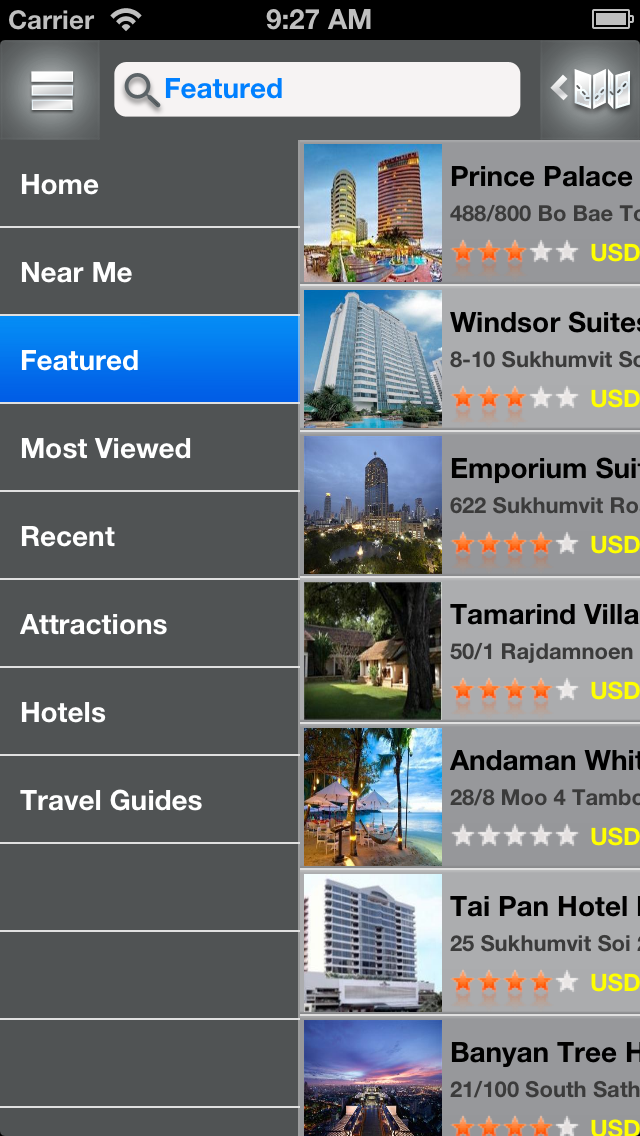 Carrier 9:27 AM
Featured
Home
Near Me
Featured
Most Viewed
Recent
Attractions
Hotels
Travel Guides
Prince Palace
488/800 Bo Bae To
USD
Windsor Suites
8-10 Sukhumvit So
USD
Emporium Suit
622 Sukhumvit Ro
USD
Tamarind Villa
50/1 Rajdamnoen
USD
Andaman Whit
28/8 Moo 4 Tambo
USD
Tai Pan Hotel
25 Sukhumvit Soi 2
USD
Banyan Tree H
21/100 South Sath
USD